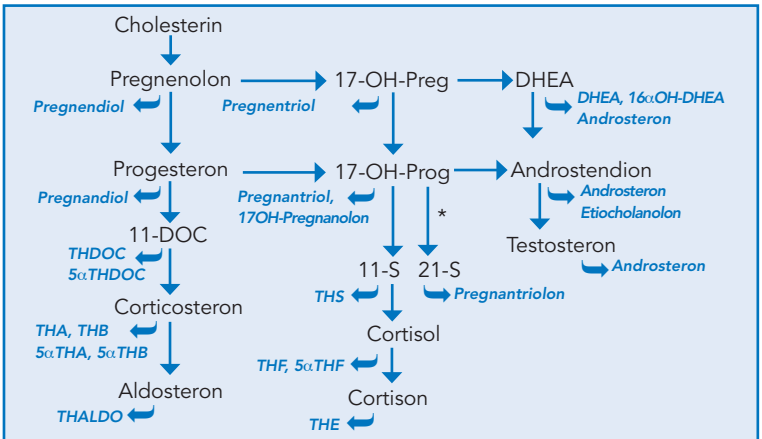 Cholesterin
Pregnenolon 17-OH-Preg DHEA
Pregnendiol Pregnentriol DHEA, 16αOH-DHEA
Androsteron
Progesteron 17-OH-Prog Androstendion
Pregnandiol Pregnantriol, Androsteron
17OH-Pregnanolon Etiocholanolon
*
11-DOC Testosteron
THDOC 11-S 21-S Androsteron
5αTHDOC
THS Pregnantriolon
Corticosteron
THA, THB Cortisol
5αTHA, 5αTHB THF, 5αTHF
Aldosteron Cortison
THALDO THE